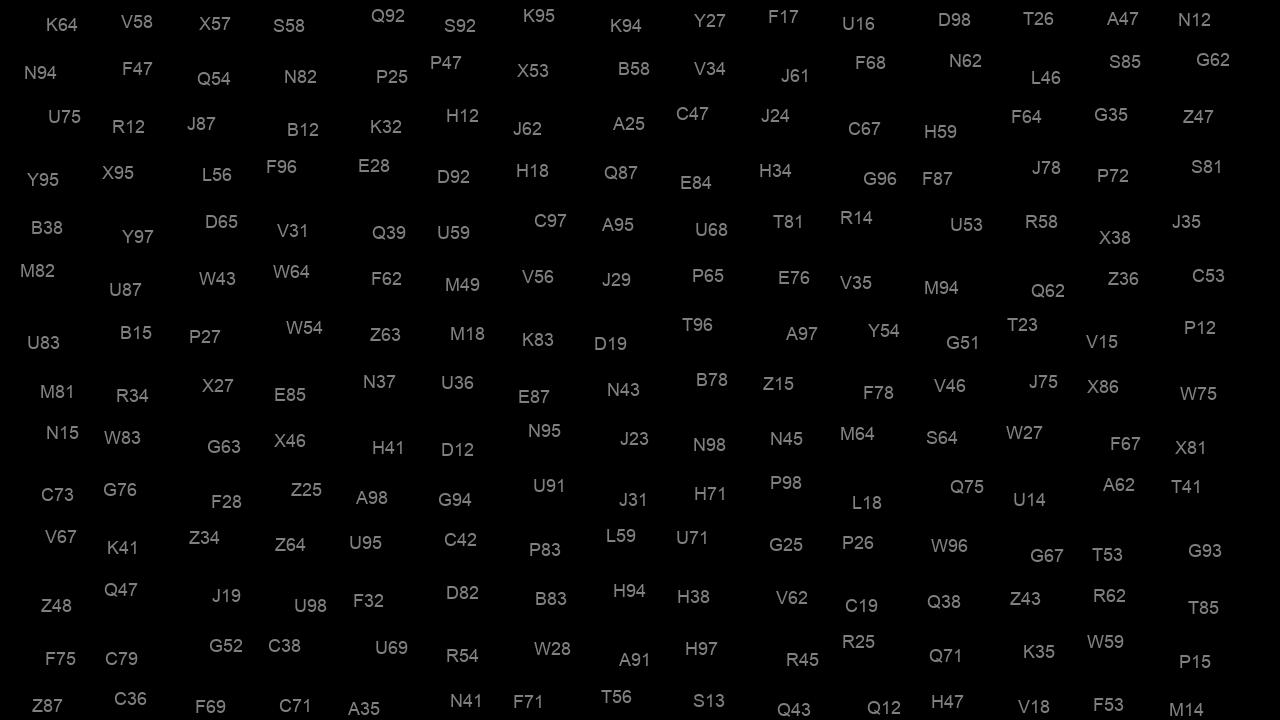 K64 V58 X57 S58 Q92 S92 K95 K94 Y27 F17 U16 D98 T26 A47 N12
N94 F47 Q54 N82 P25 P47 X53 B58 V34 J61 F68 N62 L46 S85 G62
U75 R12 J87 B12 K32 H12 J62 A25 C47 J24 C67 H59 F64 G35 Z47
Y95 X95 L56 F96 E28 D92 H18 Q87 E84 H34 G96 F87 J78 P72 S81
B38 Y97 D65 V31 Q39 U59 C97 A95 U68 T81 R14 U53 R58 X38 J35
M82 U87 W43 W64 F62 M49 V56 J29 P65 E76 V35 M94 Q62 Z36 C53
U83 B15 P27 W54 Z63 M18 K83 D19 T96 A97 Y54 G51 T23 V15 P12
M81 R34 X27 E85 N37 U36 E87 N43 B78 Z15 F78 V46 J75 X86 W75
N15 W83 G63 X46 H41 D12 N95 J23 N98 N45 M64 S64 W27 F67 X81
C73 G76 F28 Z25 A98 G94 U91 J31 H71 P98 L18 Q75 U14 A62 T41
V67 K41 Z34 Z64 U95 C42 P83 L59 U71 G25 P26 W96 G67 T53 G93
Z48 Q47 J19 U98 F32 D82 B83 H94 H38 V62 C19 Q38 Z43 R62 T85
F75 C79 G52 C38 U69 R54 W28 A91 H97 R45 R25 Q71 K35 W59 P15
Z87 C36 F69 C71 A35 N41 F71 T56 S13 Q43 Q12 H47 V18 F53 M14